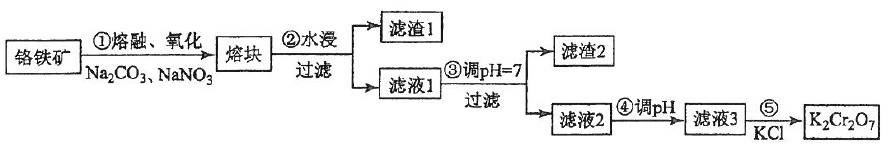 铬铁矿
①熔融、氧化
Na₂CO₃、NaNO₃
熔块
②水浸
过滤
滤渣1
滤液1
③调pH=7
过滤
滤渣2
滤液2
④调pH
滤液3
⑤
KCl
K₂Cr₂O₇